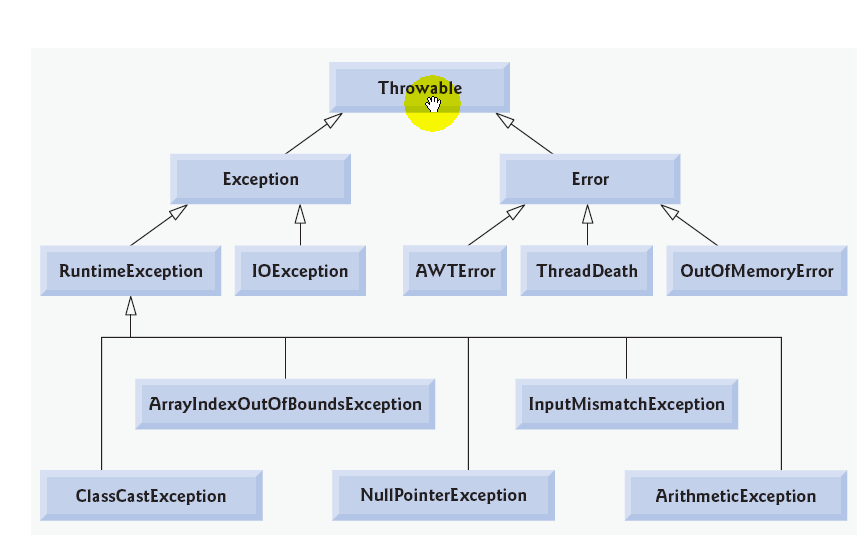 Throwable
Exception
Error
RuntimeException
IOException
AWTError
ThreadDeath
OutOfMemoryError
ArrayIndexOutOfBoundsException
InputMismatchException
ClassCastException
NullPointerException
ArithmeticException